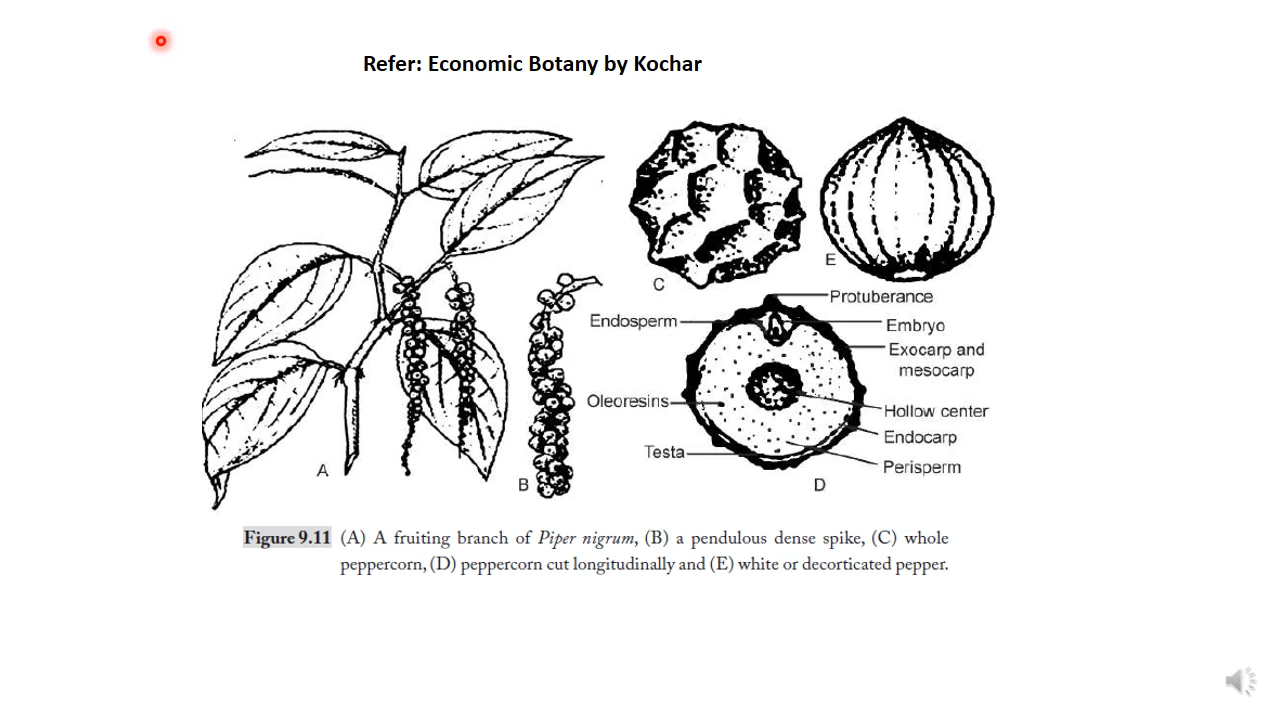 Refer: Economic Botany by Kochar
C
E
Protuberance
Endosperm
Embryo
Exocarp and
mesocarp
Oleoresins
Hollow center
Endocarp
Testa
Perisperm
A
B
D
Figure 9.11 (A) A fruiting branch of Piper nigrum, (B) a pendulous dense spike, (C) whole
peppercorn, (D) peppercorn cut longitudinally and (E) white or decorticated pepper.